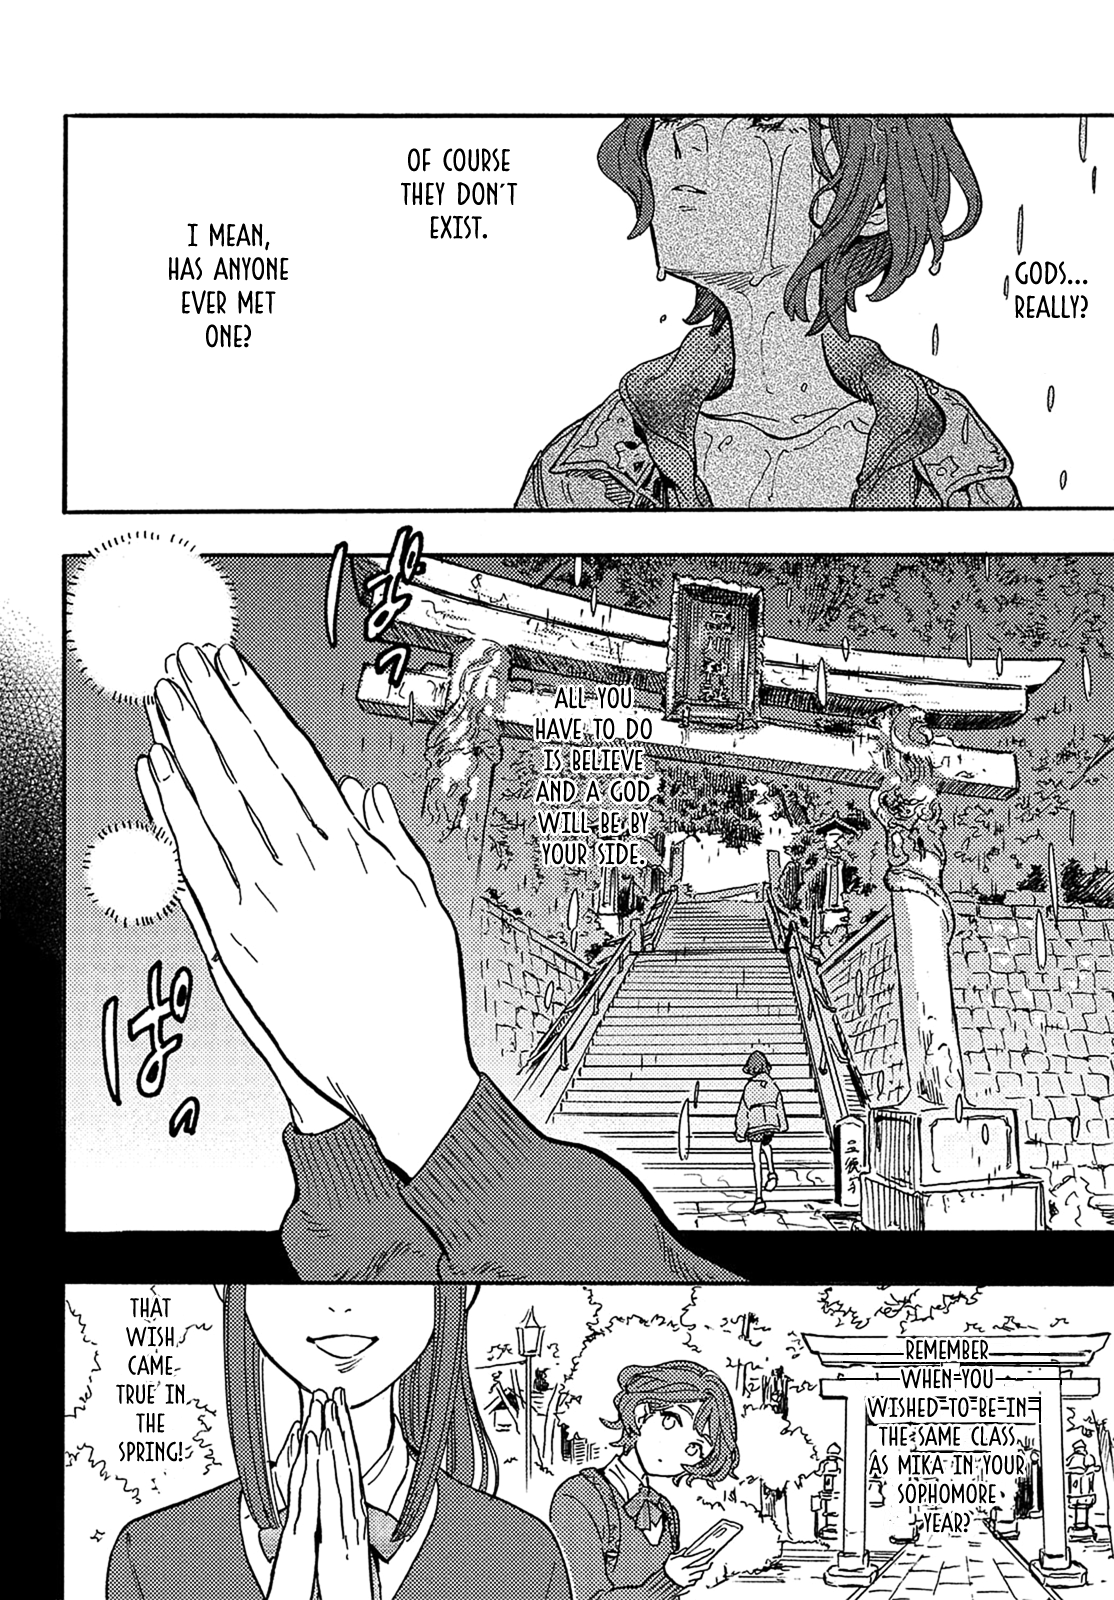 GODS...
REALLY?
OF COURSE
THEY DON'T
EXIST.
I MEAN,
HAS ANYONE
EVER MET
ONE?
ぱーっ
ALL YOU
HAVE TO DO
IS BELIEVE
AND A GOD
WILL BE BY
YOUR SIDE.
ぱーっ
REMEMBER
WHEN YOU
WISHED TO BE IN
THE SAME CLASS
AS MIKA IN YOUR
SOPHOMORE
YEAR?
THAT
WISH
CAME
TRUE IN
THE
SPRING!